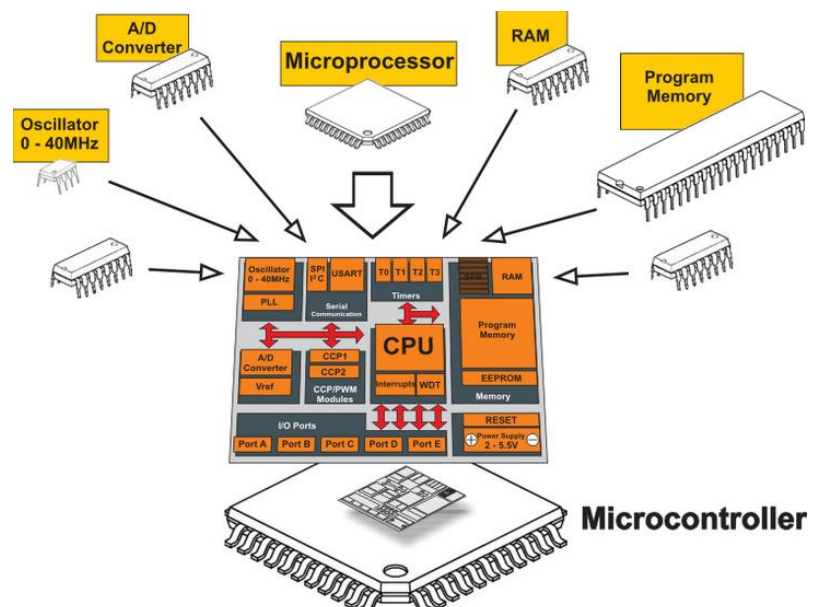 A/D
Converter
Microprocessor
RAM
Program
Memory
Oscillator
0 - 40MHz
Oscillator
0 - 40MHz
PLL
SPI
I²C
USART
Serial
Communication
T0 T1 T2 T3
Timers
SFR
RAM
Program
Memory
EEPROM
Memory
A/D
Converter
Vref
CCP1
CCP2
CCP/PWM
Modules
CPU
Interrupts WDT
I/O Ports
Port A Port B Port C Port D Port E
RESET
+ Power Supply −
2 - 5.5V
Microcontroller